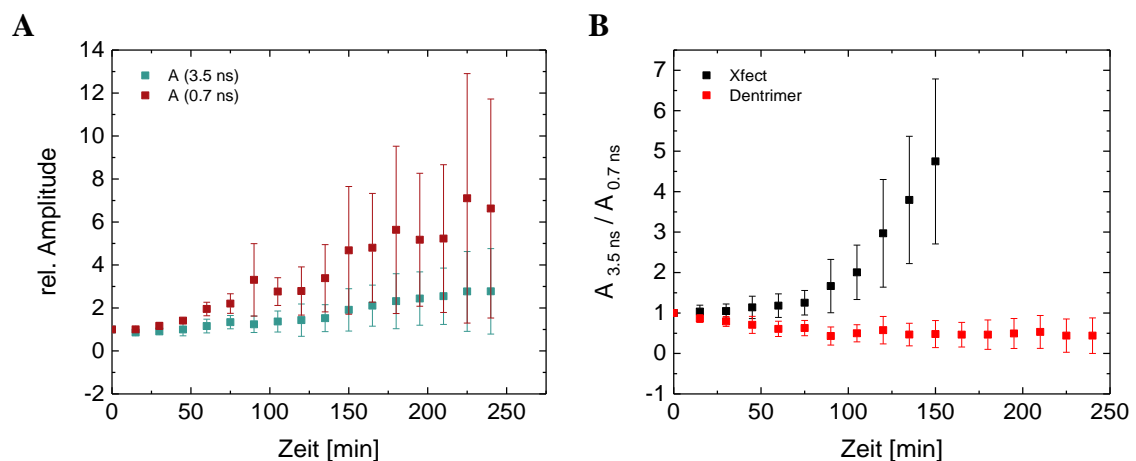 A
14
12
10
8
6
4
2
0
-2
0 50 100 150 200 250
rel. Amplitude
Zeit [min]
A (3.5 ns)
A (0.7 ns)
B
7
6
5
4
3
2
1
0
-1
0 50 100 150 200 250
A 3.5 ns / A 0.7 ns
Zeit [min]
Xfect
Dentrimer